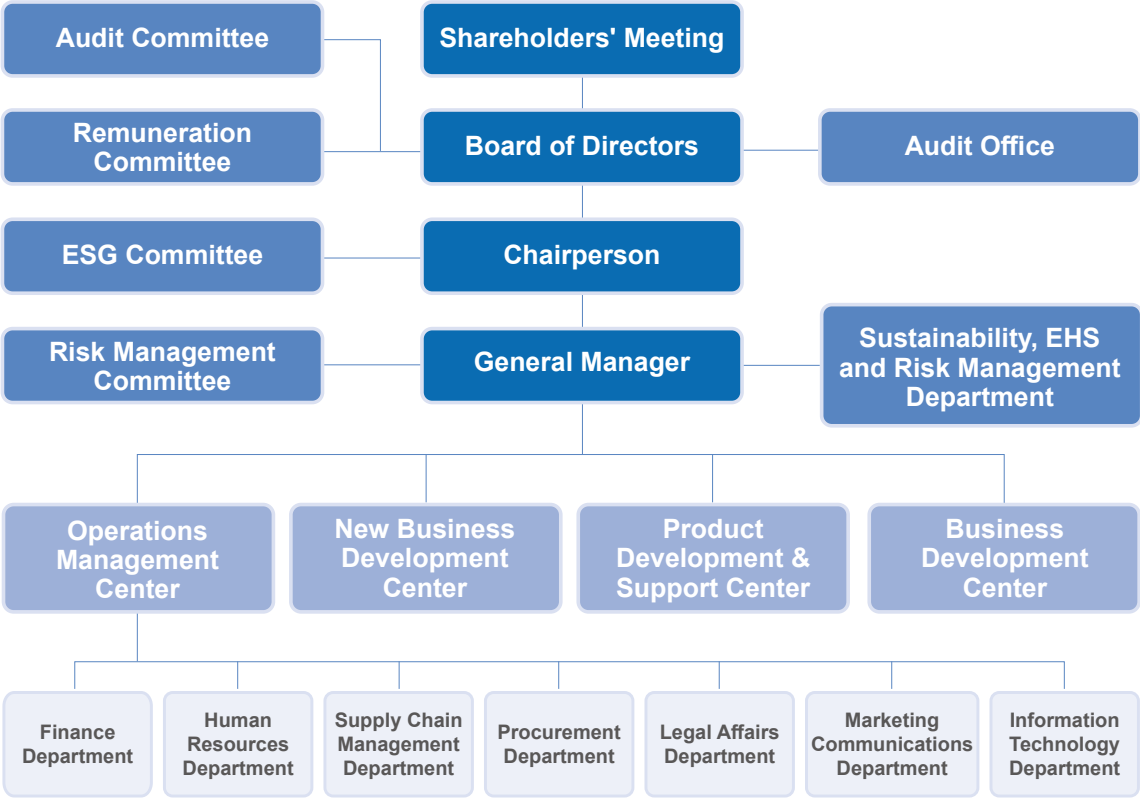 Audit Committee
Shareholders' Meeting
Remuneration
Committee
Board of Directors
Audit Office
ESG Committee
Chairperson
Risk Management
Committee
General Manager
Sustainability, EHS
and Risk Management
Department
Operations
Management
Center
New Business
Development
Center
Product
Development &
Support Center
Business
Development
Center
Finance
Department
Human
Resources
Department
Supply Chain
Management
Department
Procurement
Department
Legal Affairs
Department
Marketing
Communications
Department
Information
Technology
Department